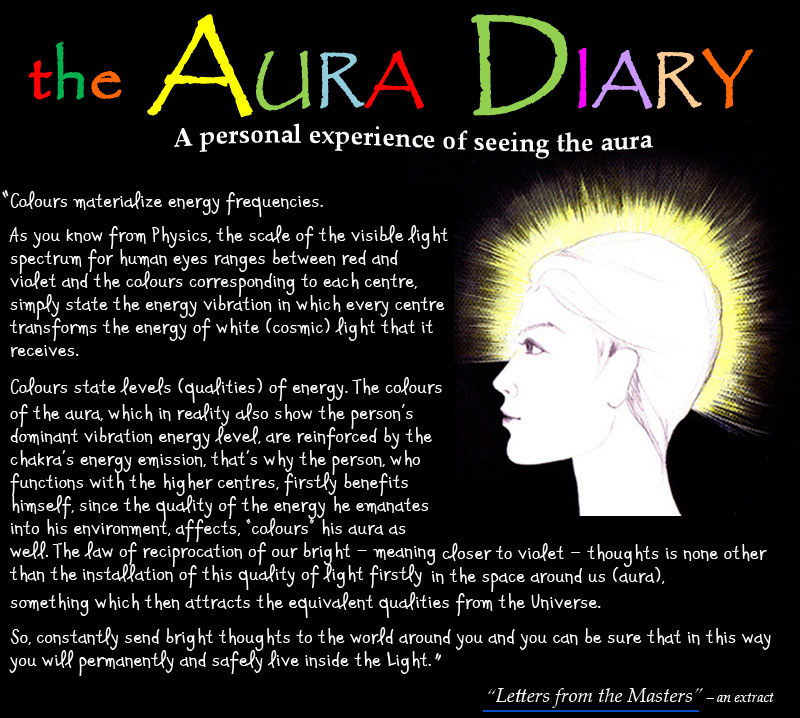 the AURA DIARY
A personal experience of seeing the aura
"Colours materialize energy frequencies.
As you know from Physics, the scale of the visible light
spectrum for human eyes ranges between red and
violet and the colours corresponding to each centre,
simply state the energy vibration in which every centre
transforms the energy of white (cosmic) light that it
receives.
Colours state levels (qualities) of energy. The colours
of the aura, which in reality also show the person's
dominant vibration energy level, are reinforced by the
chakra's energy emission, that's why the person, who
functions with the higher centres, firstly benefits
himself, since the quality of the energy he emanates
into his environment, affects, "colours" his aura as
well. The law of reciprocation of our bright – meaning closer to violet – thoughts is none other
than the installation of this quality of light firstly in the space around us (aura),
something which then attracts the equivalent qualities from the Universe.
So, constantly send bright thoughts to the world around you and you can be sure that in this way
you will permanently and safely live inside the Light."
"Letters from the Masters" – an extract